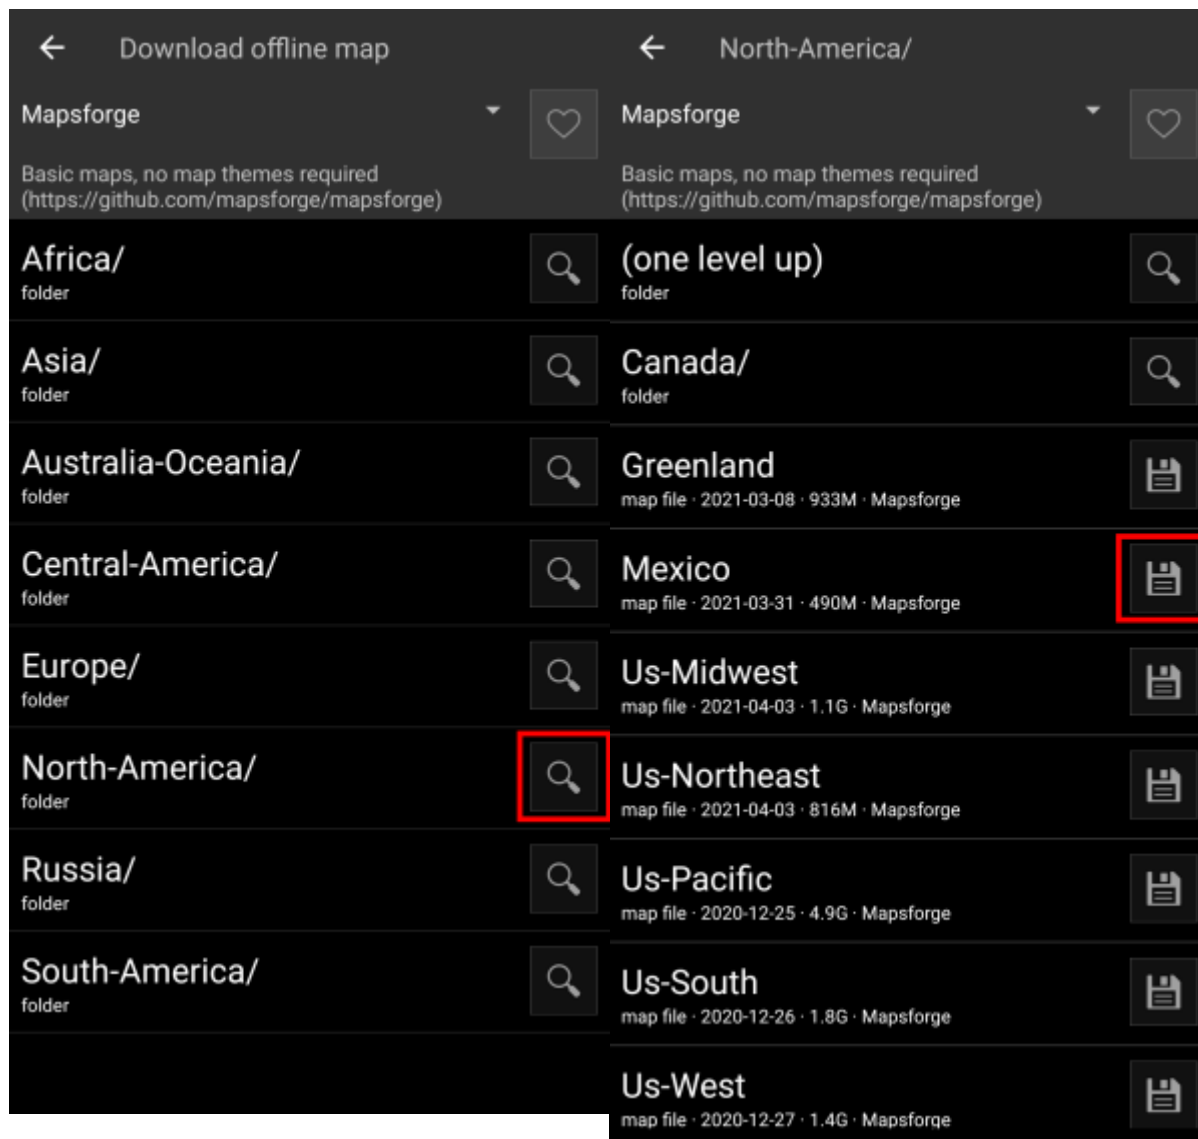 Download offline map
Mapsforge
Basic maps, no map themes required
(https://github.com/mapsforge/mapsforge)
Africa/
folder
Asia/
folder
Australia-Oceania/
folder
Central-America/
folder
Europe/
folder
North-America/
folder
Russia/
folder
South-America/
folder
North-America/
Mapsforge
Basic maps, no map themes required
(https://github.com/mapsforge/mapsforge)
(one level up)
folder
Canada/
folder
Greenland
map file · 2021-03-08 · 933M · Mapsforge
Mexico
map file · 2021-03-31 · 490M · Mapsforge
Us-Midwest
map file · 2021-04-03 · 1.1G · Mapsforge
Us-Northeast
map file · 2021-04-03 · 816M · Mapsforge
Us-Pacific
map file · 2020-12-25 · 4.9G · Mapsforge
Us-South
map file · 2020-12-26 · 1.8G · Mapsforge
Us-West
map file · 2020-12-27 · 1.4G · Mapsforge